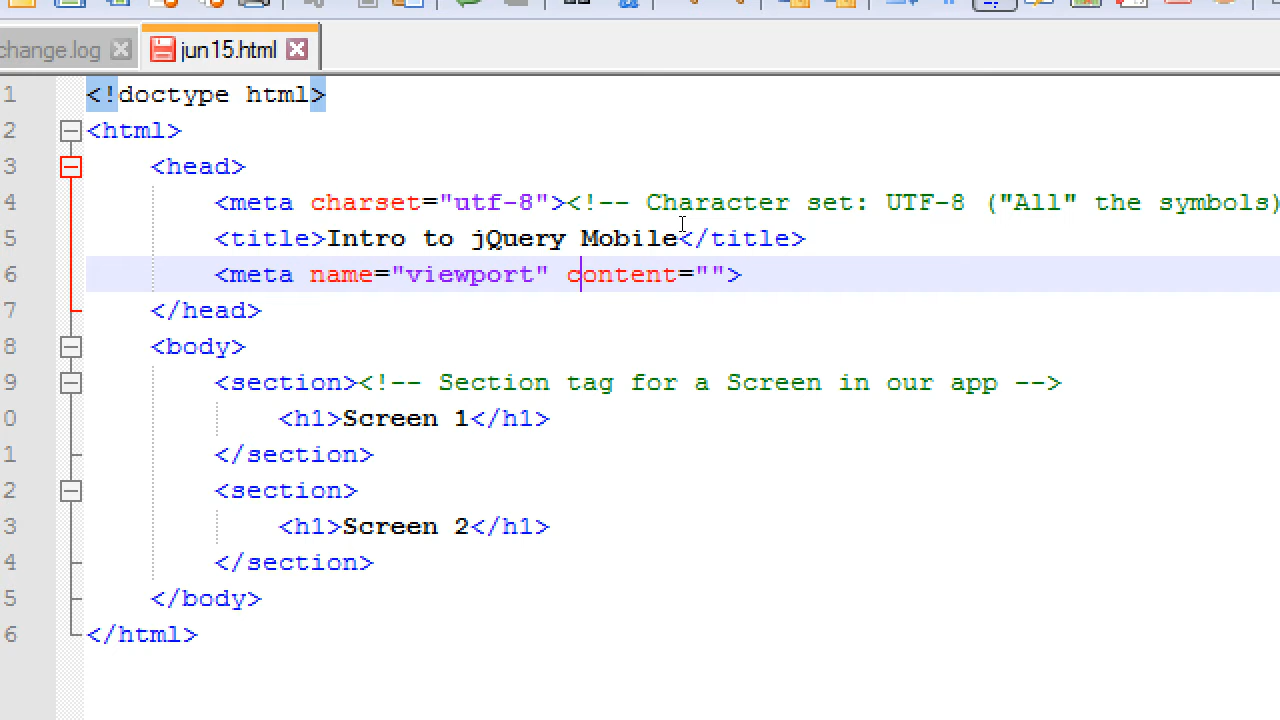 change.log jun15.html
1 <!doctype html>
2 <html>
3 <head>
4 <meta charset="utf-8"><!-- Character set: UTF-8 ("All" the symbols)
5 <title>Intro to jQuery Mobile</title>
6 <meta name="viewport" content="">
7 </head>
8 <body>
9 <section><!-- Section tag for a Screen in our app -->
0 <h1>Screen 1</h1>
1 </section>
2 <section>
3 <h1>Screen 2</h1>
4 </section>
5 </body>
6 </html>